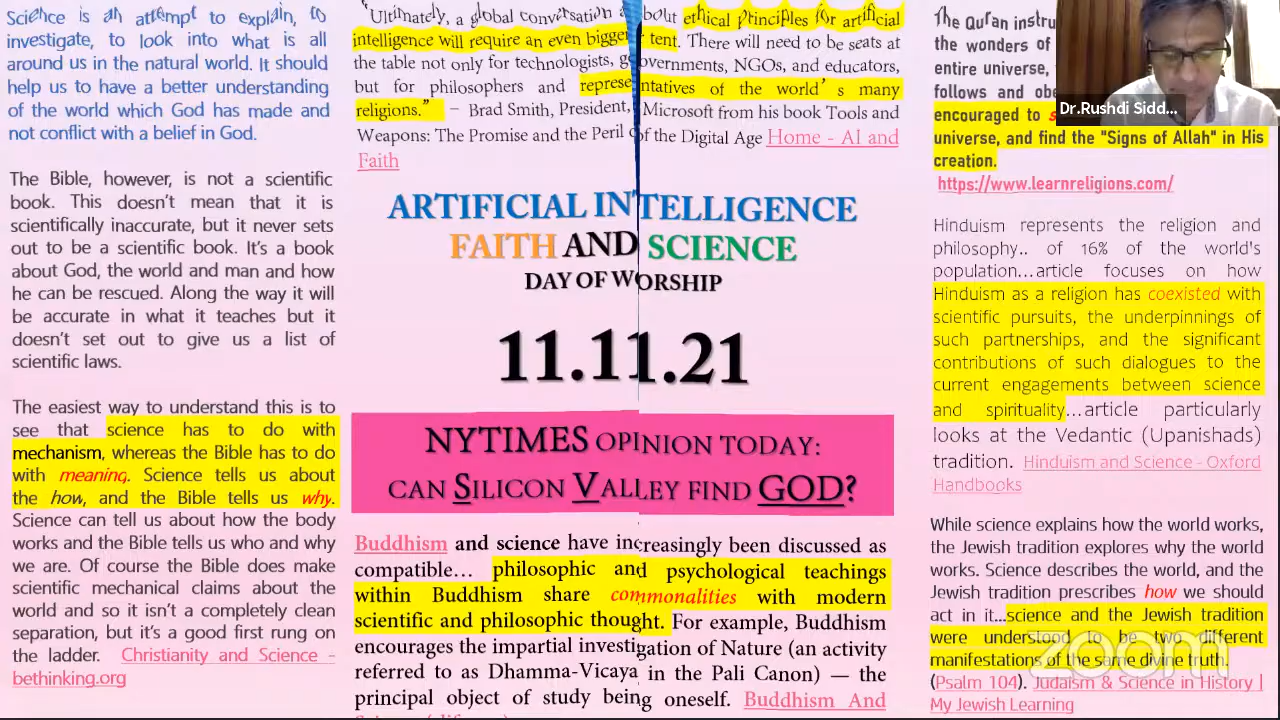 Science is an attempt to explain, to
investigate, to look into what is all
around us in the natural world. It should
help us to have a better understanding
of the world which God has made and
not conflict with a belief in God.
The Bible, however, is not a scientific
book. This doesn't mean that it is
scientifically inaccurate, but it never sets
out to be a scientific book. It's a book
about God, the world and man and how
he can be rescued. Along the way it will
be accurate in what it teaches but it
doesn't set out to give us a list of
scientific laws.
The easiest way to understand this is to
see that science has to do with
mechanism, whereas the Bible has to do
with meaning. Science tells us about
the how, and the Bible tells us why.
Science can tell us about how the body
works and the Bible tells us who and why
we are. Of course the Bible does make
scientific mechanical claims about the
world and so it isn't a completely clean
separation, but it's a good first rung on
the ladder. Christianity and Science -
bethinking.org
"Ultimately, a global conversation about ethical principles for artificial
intelligence will require an even bigger tent. There will need to be seats at
the table not only for technologists, governments, NGOs, and educators,
but for philosophers and representatives of the world's many
religions." – Brad Smith, President, Microsoft from his book Tools and
Weapons: The Promise and the Peril of the Digital Age Home - AI and
Faith
ARTIFICIAL INTELLIGENCE
FAITH AND SCIENCE
DAY OF WORSHIP
11.11.21
NYTIMES OPINION TODAY:
CAN SILICON VALLEY FIND GOD?
Buddhism and science have increasingly been discussed as
compatible... philosophic and psychological teachings
within Buddhism share commonalities with modern
scientific and philosophic thought. For example, Buddhism
encourages the impartial investigation of Nature (an activity
referred to as Dhamma-Vicaya in the Pali Canon) — the
principal object of study being oneself. Buddhism And
The Qur'an instru
the wonders of
entire universe,
follows and obe
encouraged to s
universe, and find the "Signs of Allah" in His
creation.
https://www.learnreligions.com/
Hinduism represents the religion and
philosophy.. of 16% of the world's
population...article focuses on how
Hinduism as a religion has coexisted with
scientific pursuits, the underpinnings of
such partnerships, and the significant
contributions of such dialogues to the
current engagements between science
and spirituality...article particularly
looks at the Vedantic (Upanishads)
tradition. Hinduism and Science - Oxford
Handbooks
While science explains how the world works,
the Jewish tradition explores why the world
works. Science describes the world, and the
Jewish tradition prescribes how we should
act in it...science and the Jewish tradition
were understood to be two different
manifestations of the same divine truth.
(Psalm 104). Judaism & Science in History |
My Jewish Learning
Dr.Rushdi Sidd...
zoom